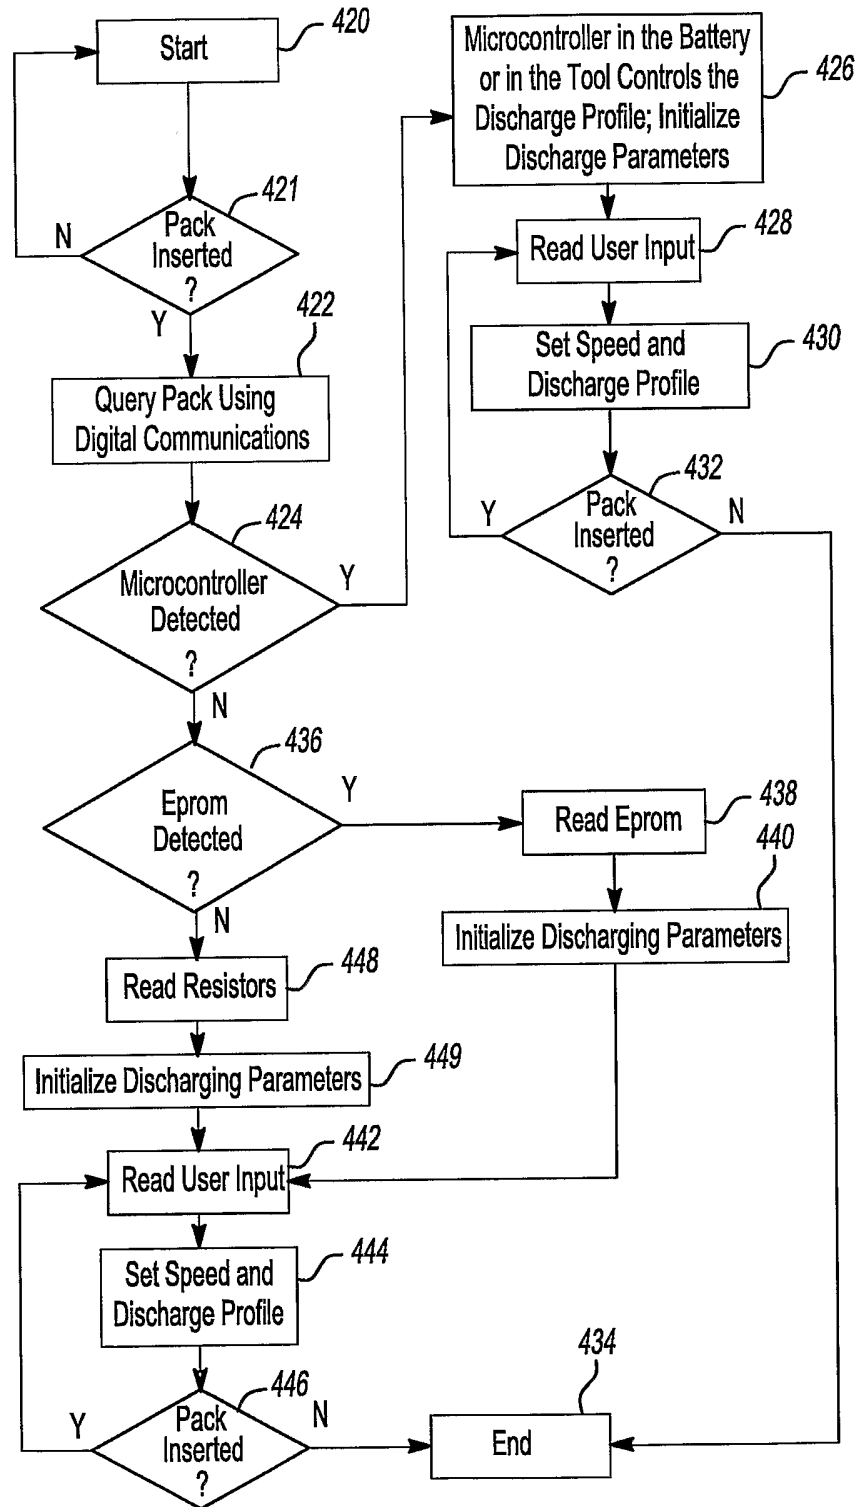 420
Start
421
Pack
Inserted
?
N
Y
422
Query Pack Using
Digital Communications
424
Microcontroller
Detected
?
Y
N
426
Microcontroller in the Battery
or in the Tool Controls the
Discharge Profile; Initialize
Discharge Parameters
428
Read User Input
430
Set Speed and
Discharge Profile
432
Pack
Inserted
?
Y
N
436
Eprom
Detected
?
Y
N
438
Read Eprom
440
Initialize Discharging Parameters
448
Read Resistors
449
Initialize Discharging Parameters
442
Read User Input
444
Set Speed and
Discharge Profile
446
Pack
Inserted
?
Y
N
434
End